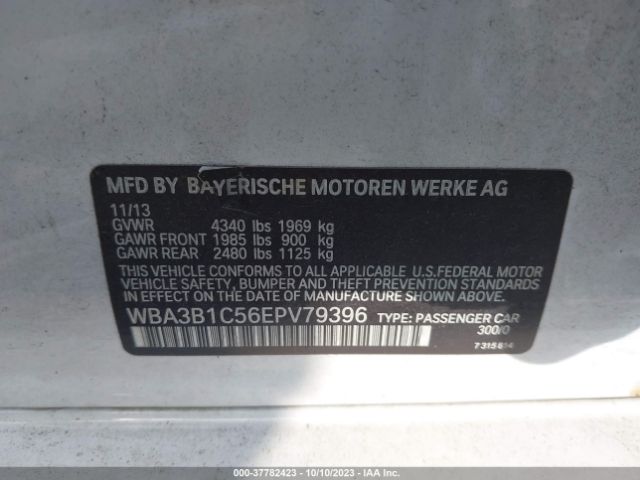 MFD BY BAYERISCHE MOTOREN WERKE AG
11/13
GVWR 4340 lbs 1969 kg
GAWR FRONT 1985 lbs 900 kg
GAWR REAR 2480 lbs 1125 kg
THIS VEHICLE CONFORMS TO ALL APPLICABLE U.S.FEDERAL MOTOR
VEHICLE SAFETY, BUMPER AND THEFT PREVENTION STANDARDS
IN EFFECT ON THE DATE OF MANUFACTURE SHOWN ABOVE.
WBA3B1C56EPV79396 TYPE: PASSENGER CAR
300/0
7315814
000-37782423 - 10/10/2023 - IAA Inc.